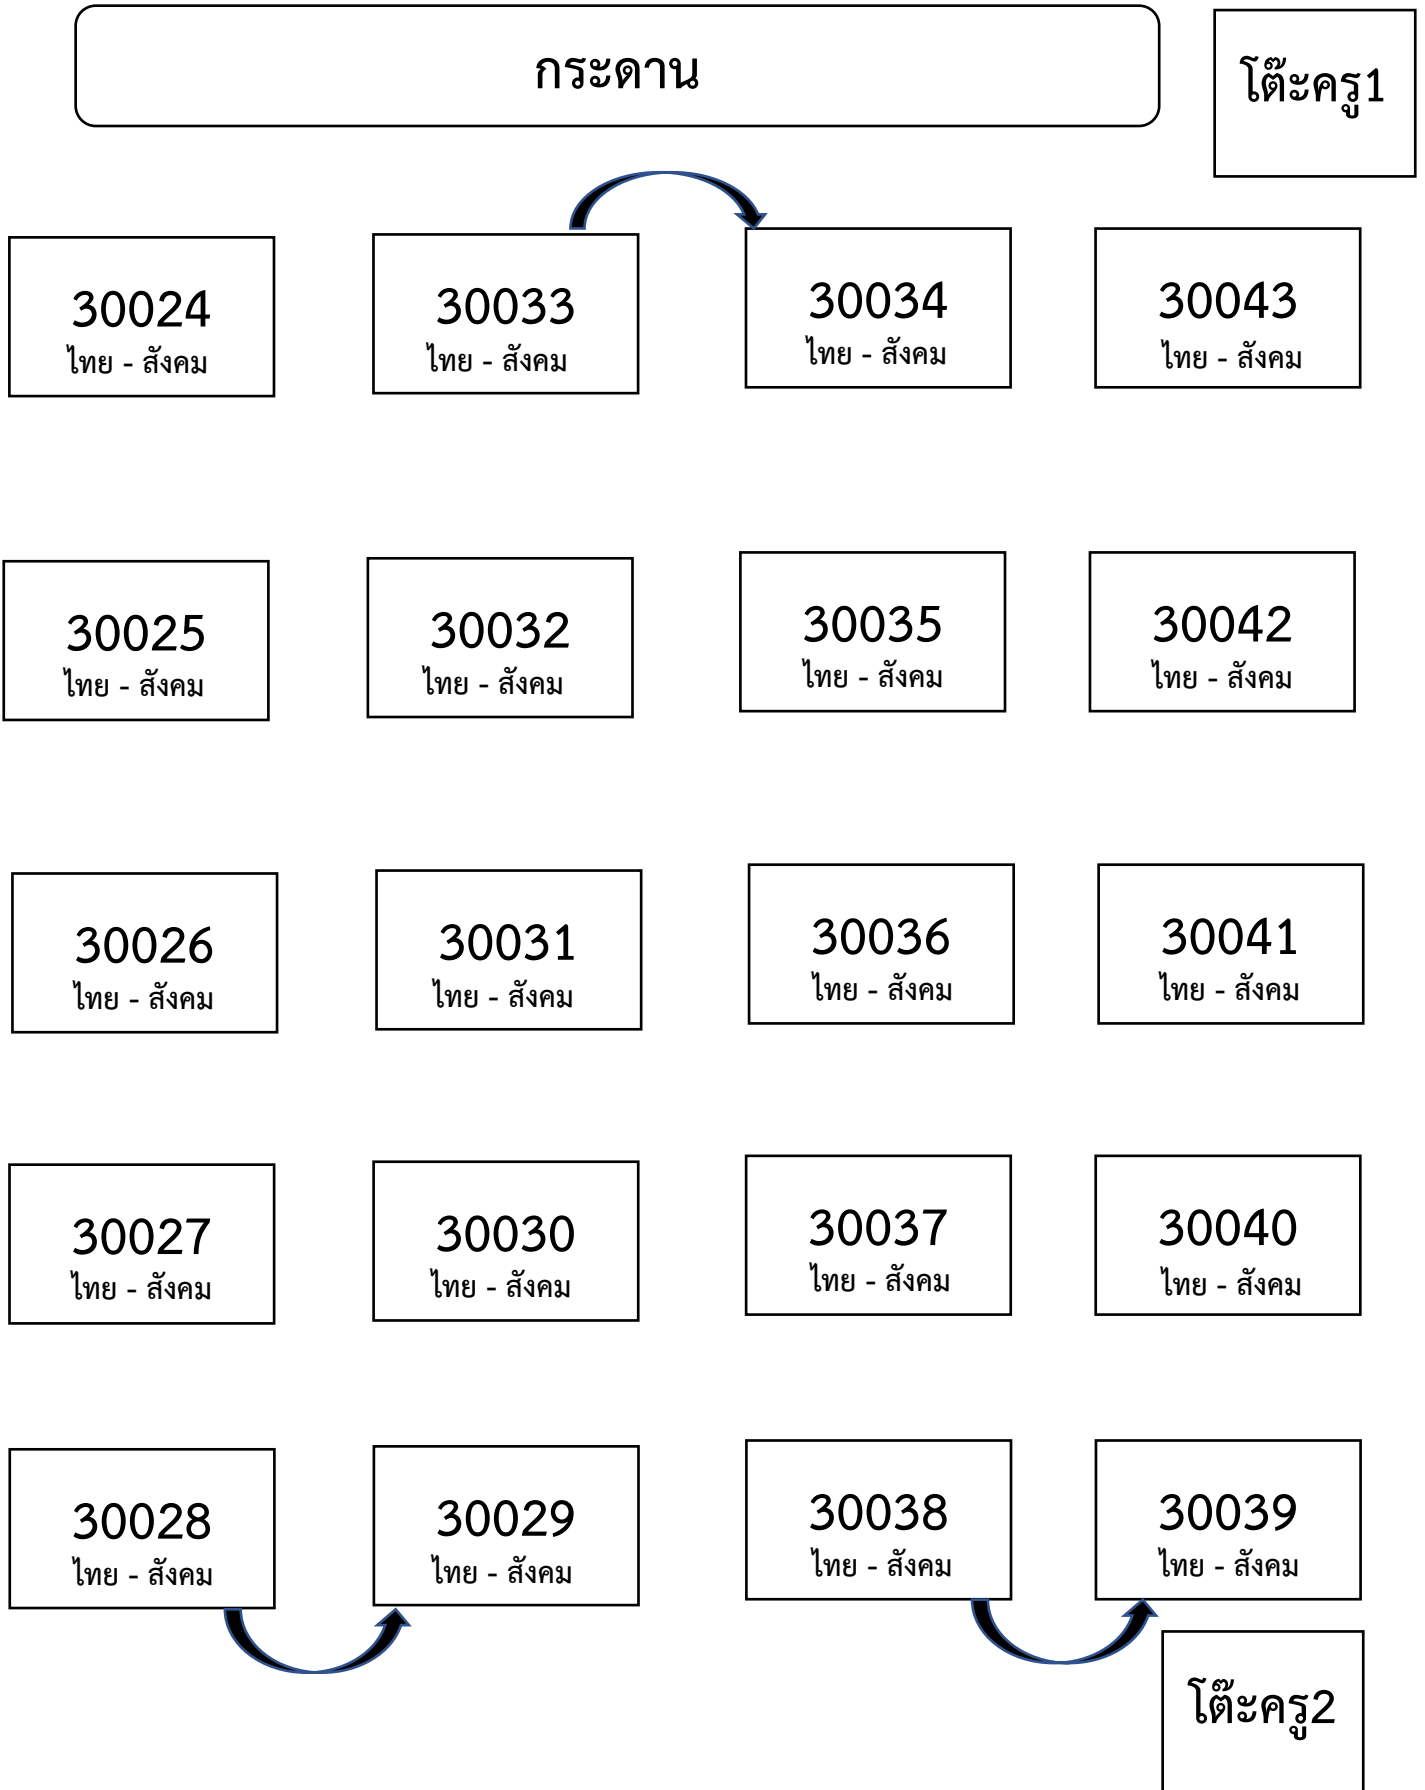 กระดาน
โต๊ะครู1
30024
ไทย - สังคม
30033
ไทย - สังคม
30034
ไทย - สังคม
30043
ไทย - สังคม
30025
ไทย - สังคม
30032
ไทย - สังคม
30035
ไทย - สังคม
30042
ไทย - สังคม
30026
ไทย - สังคม
30031
ไทย - สังคม
30036
ไทย - สังคม
30041
ไทย - สังคม
30027
ไทย - สังคม
30030
ไทย - สังคม
30037
ไทย - สังคม
30040
ไทย - สังคม
30028
ไทย - สังคม
30029
ไทย - สังคม
30038
ไทย - สังคม
30039
ไทย - สังคม
โต๊ะครู2